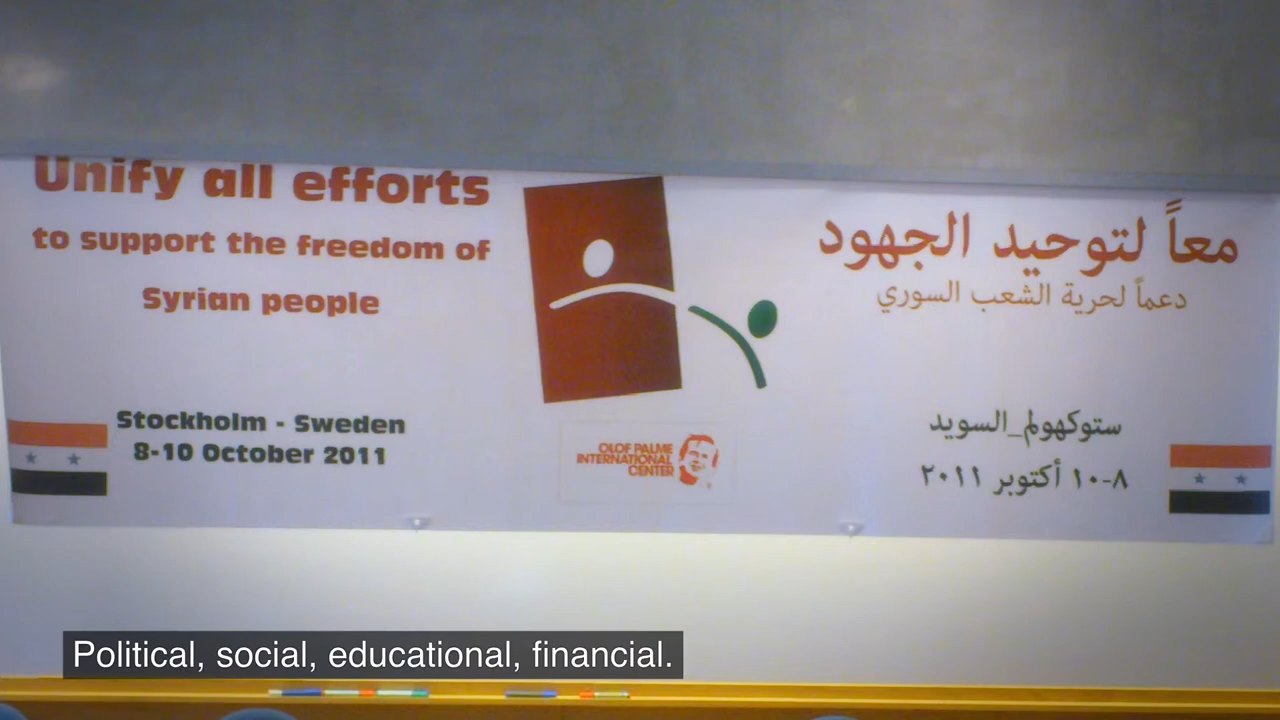 Unify all efforts
to support the freedom of
Syrian people
Stockholm - Sweden
8-10 October 2011
OLOF PALME
INTERNATIONAL
CENTER
معاً لتوحيد الجهود
دعماً لحرية الشعب السوري
ستوكهولم_السويد
٨-١٠ أكتوبر ٢٠١١
Political, social, educational, financial.